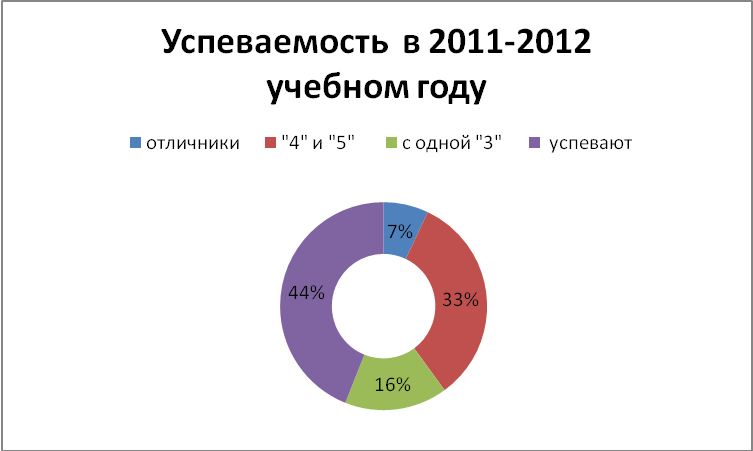 Успеваемость в 2011-2012
учебном году
отличники "4" и "5" с одной "3" успевают
7%
44%
33%
16%